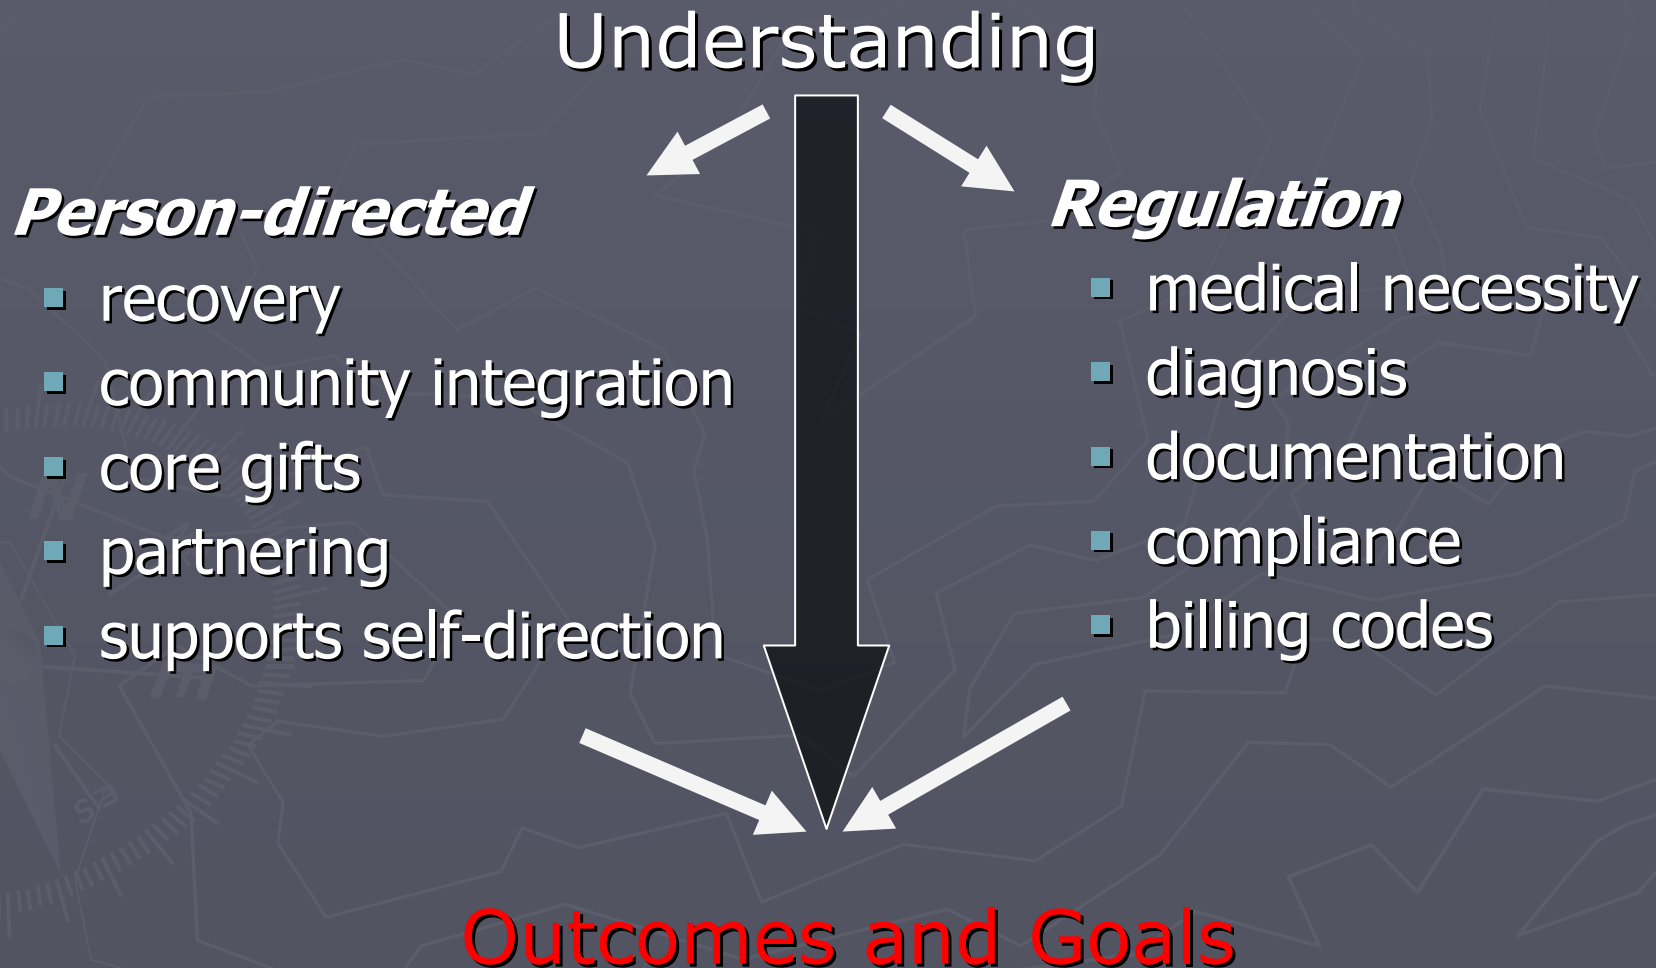 Understanding
Person-directed
recovery
community integration
core gifts
partnering
supports self-direction
Regulation
medical necessity
diagnosis
documentation
compliance
billing codes
Outcomes and Goals
N
E
SE